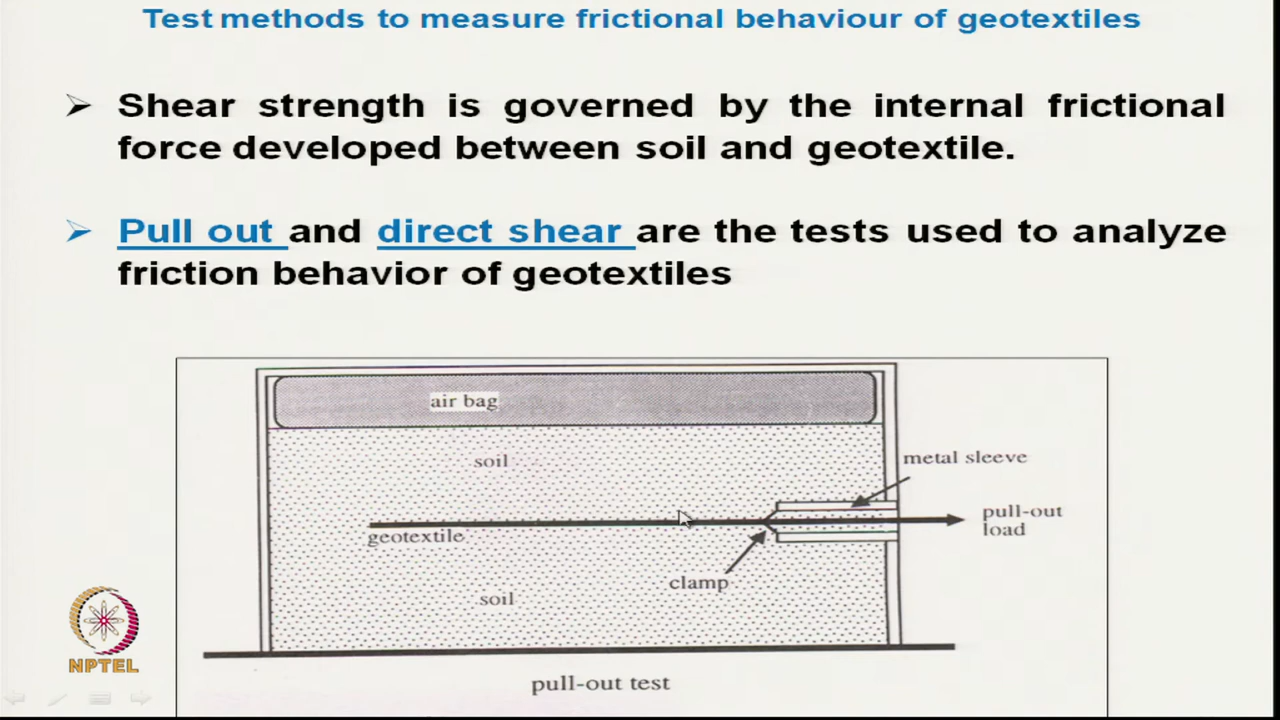 Test methods to measure frictional behaviour of geotextiles
➢ Shear strength is governed by the internal frictional
force developed between soil and geotextile.
➢ Pull out and direct shear are the tests used to analyze
friction behavior of geotextiles
air bag
soil
metal sleeve
pull-out
load
geotextile
clamp
soil
NPTEL
pull-out test